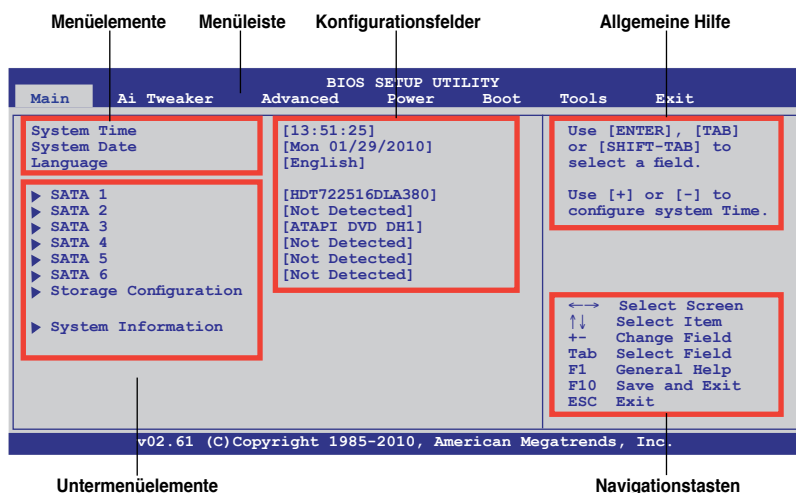 Menüelemente Menüleiste Konfigurationsfelder Allgemeine Hilfe
BIOS SETUP UTILITY
Main Ai Tweaker Advanced Power Boot Tools Exit
System Time [13:51:25]
System Date [Mon 01/29/2010]
Language [English]
▶ SATA 1 [HDT722516DLA380]
▶ SATA 2 [Not Detected]
▶ SATA 3 [ATAPI DVD DH1]
▶ SATA 4 [Not Detected]
▶ SATA 5 [Not Detected]
▶ SATA 6 [Not Detected]
▶ Storage Configuration
▶ System Information
Use [ENTER], [TAB]
or [SHIFT-TAB] to
select a field.
Use [+] or [-] to
configure system Time.
←→ Select Screen
↑↓ Select Item
+- Change Field
Tab Select Field
F1 General Help
F10 Save and Exit
ESC Exit
v02.61 (C)Copyright 1985-2010, American Megatrends, Inc.
Untermenüelemente Navigationstasten